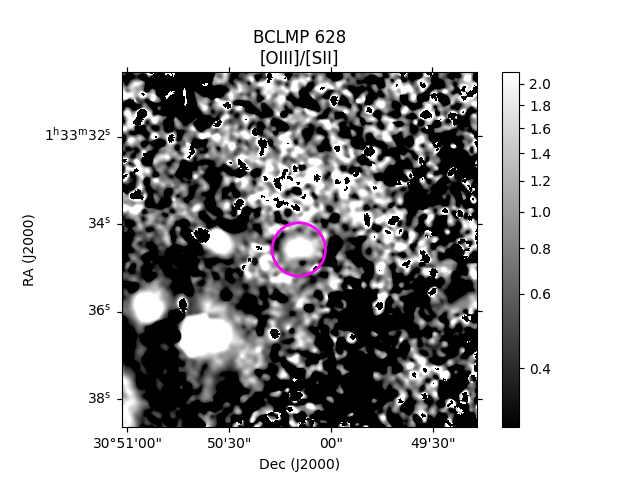 BCLMP 628
[OIII]/[SII]
1ʰ33ᵐ32ˢ
34ˢ
36ˢ
38ˢ
RA (J2000)
30°51'00" 50'30" 00" 49'30"
Dec (J2000)
2.0
1.8
1.6
1.4
1.2
1.0
0.8
0.6
0.4